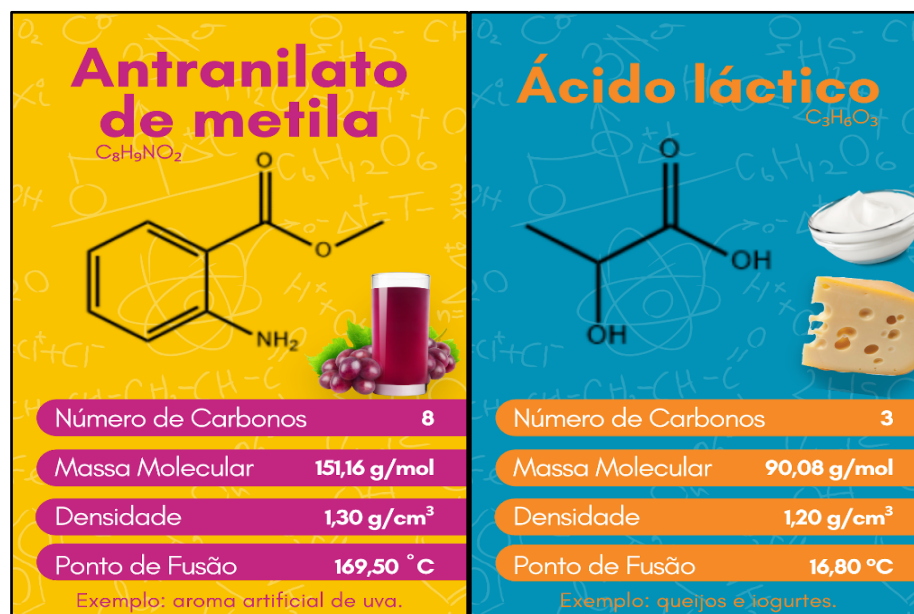 Antranilato
de metila
C₈H₉NO₂
O
O
NH₂
Número de Carbonos 8
Massa Molecular 151,16 g/mol
Densidade 1,30 g/cm³
Ponto de Fusão 169,50 °C
Exemplo: aroma artificial de uva.
Ácido láctico
C₃H₆O₃
O
OH
OH
Número de Carbonos 3
Massa Molecular 90,08 g/mol
Densidade 1,20 g/cm³
Ponto de Fusão 16,80 ºC
Exemplo: queijos e iogurtes.